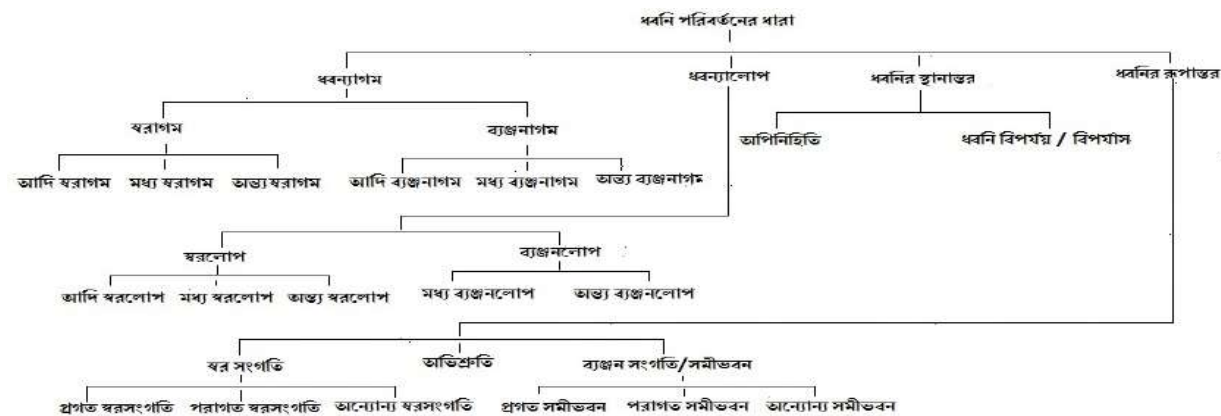 ধ্বনি পরিবর্তনের ধারা
ধ্বন্যাগম ধ্বন্যালোপ ধ্বনির স্থানান্তর ধ্বনির রূপান্তর
স্বরাগম ব্যঞ্জনাগম অপিনিহিতি ধ্বনি বিপর্যয় / বিপর্যাস
আদি স্বরাগম মধ্য স্বরাগম অন্ত্যস্বরাগম আদি ব্যঞ্জনাগম মধ্য ব্যঞ্জনাগম অন্ত্য ব্যঞ্জনাগম
স্বরলোপ ব্যঞ্জনলোপ
আদি স্বরলোপ মধ্য স্বরলোপ অন্ত্য স্বরলোপ মধ্য ব্যঞ্জনলোপ অন্ত্য ব্যঞ্জনলোপ
স্বর সংগতি অভিশ্রুতি ব্যঞ্জন সংগতি/সমীভবন
প্রগত স্বরসংগতি পরাগত স্বরসংগতি অন্যোন্য স্বরসংগতি প্রগত সমীভবন পরাগত সমীভবন অন্যোন্য সমীভবন